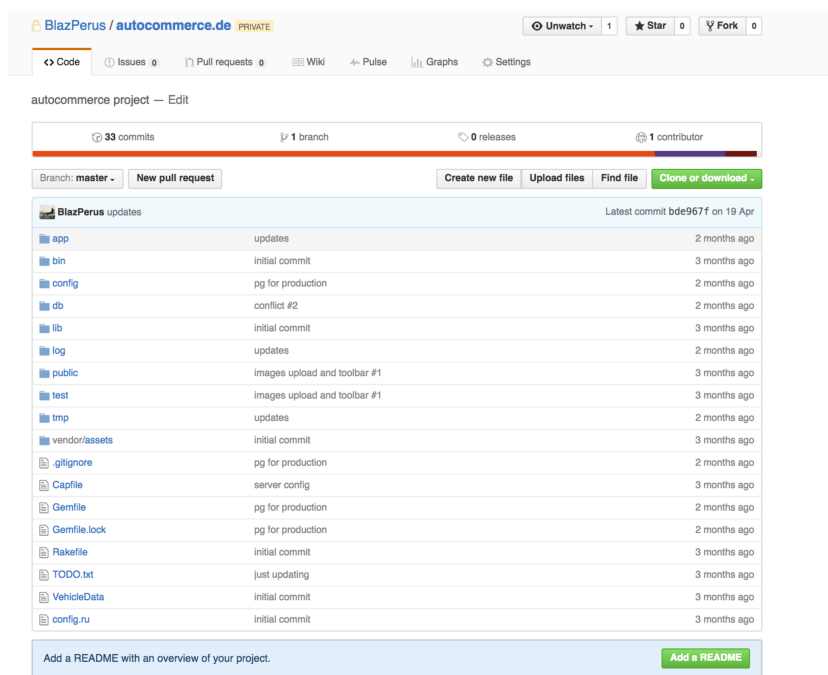 BlazPerus / autocommerce.de PRIVATE Unwatch 1 Star 0 Fork 0
Code Issues 0 Pull requests 0 Wiki Pulse Graphs Settings
autocommerce project — Edit
33 commits 1 branch 0 releases 1 contributor
Branch: master New pull request Create new file Upload files Find file Clone or download
BlazPerus updates Latest commit bde967f on 19 Apr
app updates 2 months ago
bin initial commit 3 months ago
config pg for production 2 months ago
db conflict #2 2 months ago
lib initial commit 3 months ago
log updates 2 months ago
public images upload and toolbar #1 3 months ago
test images upload and toolbar #1 3 months ago
tmp updates 2 months ago
vendor/assets initial commit 3 months ago
.gitignore pg for production 2 months ago
Capfile server config 3 months ago
Gemfile pg for production 2 months ago
Gemfile.lock pg for production 2 months ago
Rakefile initial commit 3 months ago
TODO.txt just updating 3 months ago
VehicleData initial commit 3 months ago
config.ru initial commit 3 months ago
Add a README with an overview of your project. Add a README